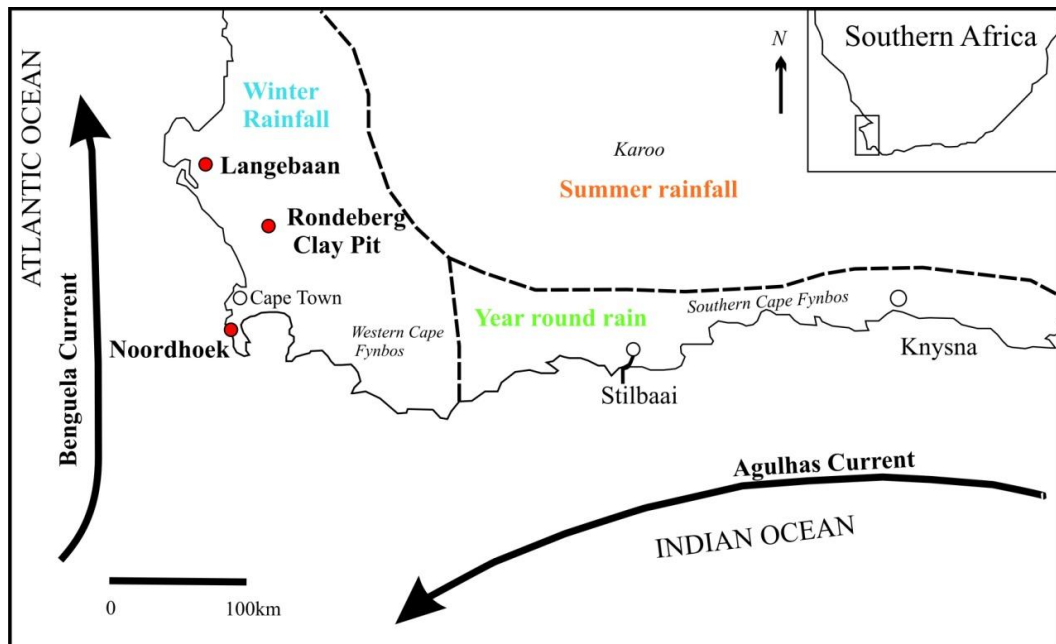 ATLANTIC OCEAN
Benguela Current
Winter
Rainfall
Langebaan
Rondeberg
Clay Pit
Cape Town
Noordhoek
Western Cape
Fynbos
Karoo
Summer rainfall
N
Southern Africa
Year round rain
Southern Cape Fynbos
Stilbaai
Knysna
Agulhas Current
INDIAN OCEAN
0 100km